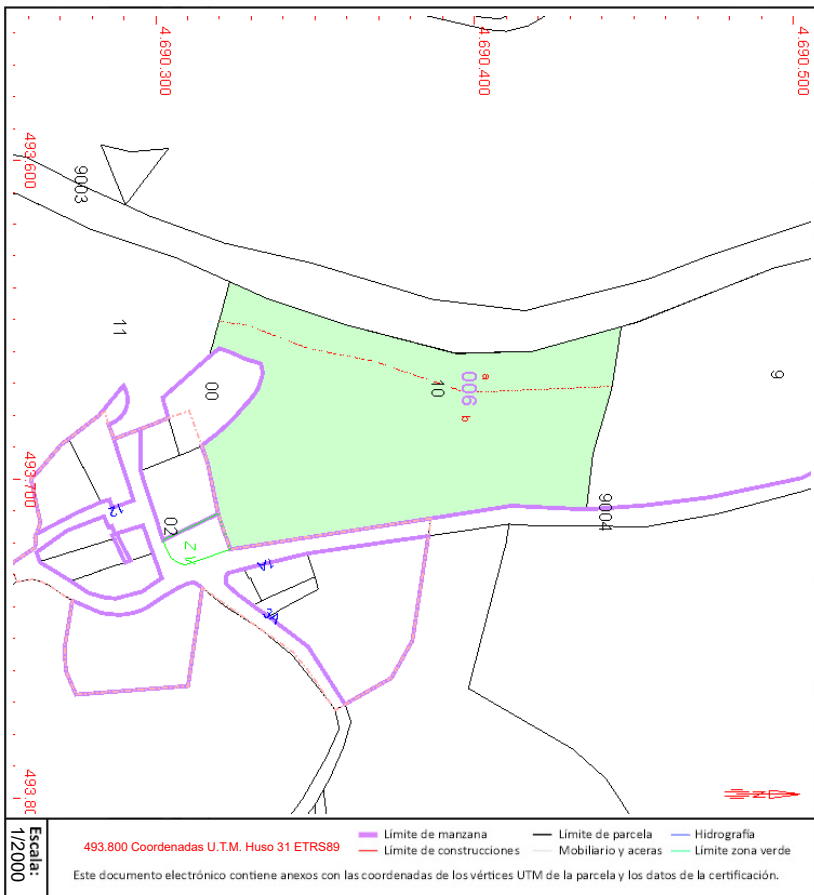 4.690.300
4.690.400
4.690.500
493.600
9003
11
00
10
006
a
b
9
493.700
9004
12
02
Z V
1A
493.80
Escala:
1/2000
493.800 Coordenadas U.T.M. Huso 31 ETRS89
Límite de manzana
Límite de parcela
Hidrografía
Límite de construcciones
Mobiliario y aceras
Límite zona verde
Este documento electrónico contiene anexos con las coordenadas de los vértices UTM de la parcela y los datos de la certificación.